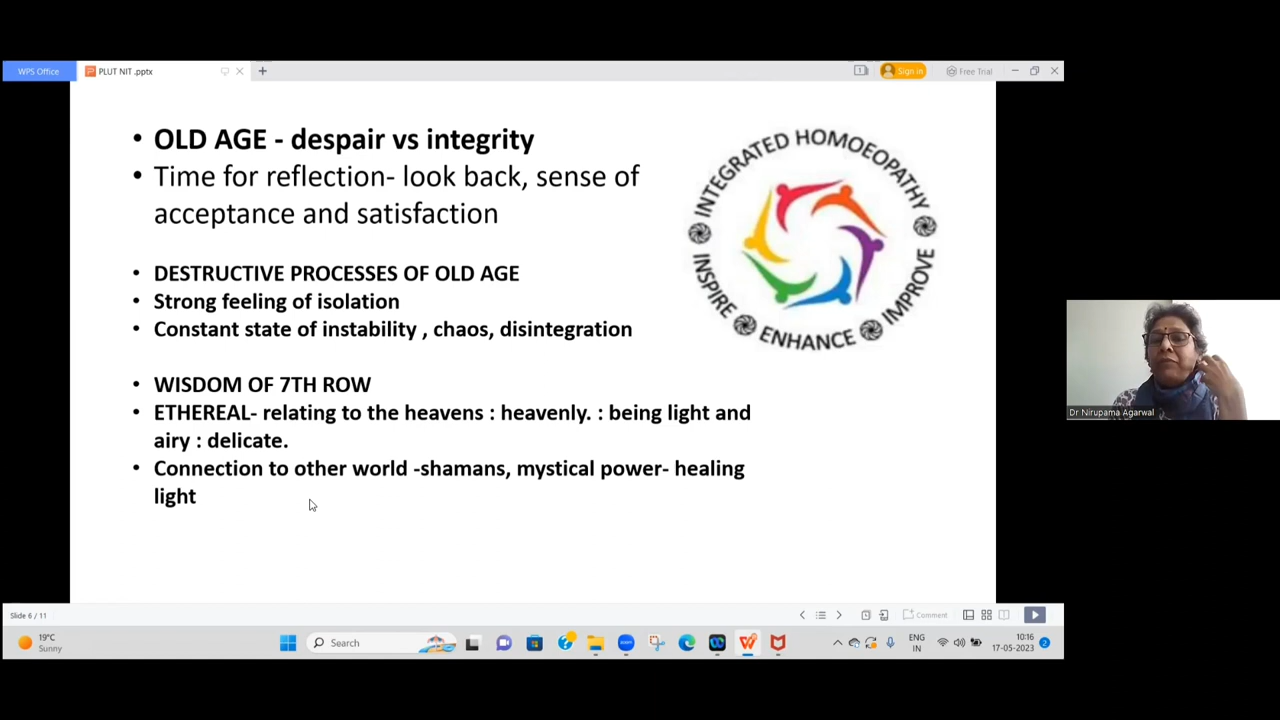 WPS Office
PLUT NIT .pptx
1
Sign in
Free Trial
• OLD AGE - despair vs integrity
• Time for reflection- look back, sense of
acceptance and satisfaction
• DESTRUCTIVE PROCESSES OF OLD AGE
• Strong feeling of isolation
• Constant state of instability , chaos, disintegration
• WISDOM OF 7TH ROW
• ETHEREAL- relating to the heavens : heavenly. : being light and
airy : delicate.
• Connection to other world -shamans, mystical power- healing
light
INTEGRATED HOMOEOPATHY
INSPIRE
ENHANCE
IMPROVE
Dr Nirupama Agarwal
Slide 6 / 11
Comment
19°C
Sunny
Search
ENG
IN
10:16
17-05-2023
2